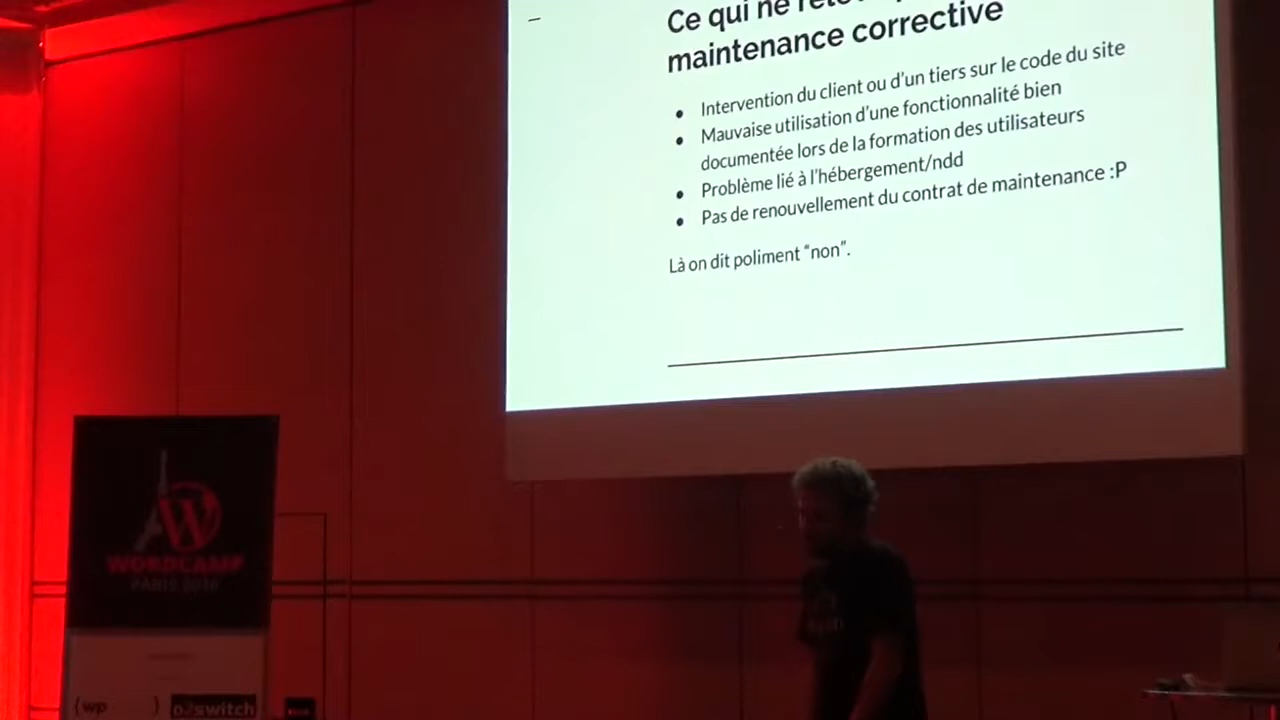 Ce qui ne
maintenance corrective
Intervention du client ou d'un tiers sur le code du site
Mauvaise utilisation d'une fonctionnalité bien
documentée lors de la formation des utilisateurs
Problème lié à l'hébergement/ndd
Pas de renouvellement du contrat de maintenance :P
Là on dit poliment “non”.
WORDCAMP
PARIS 2016
{wp }
o2switch